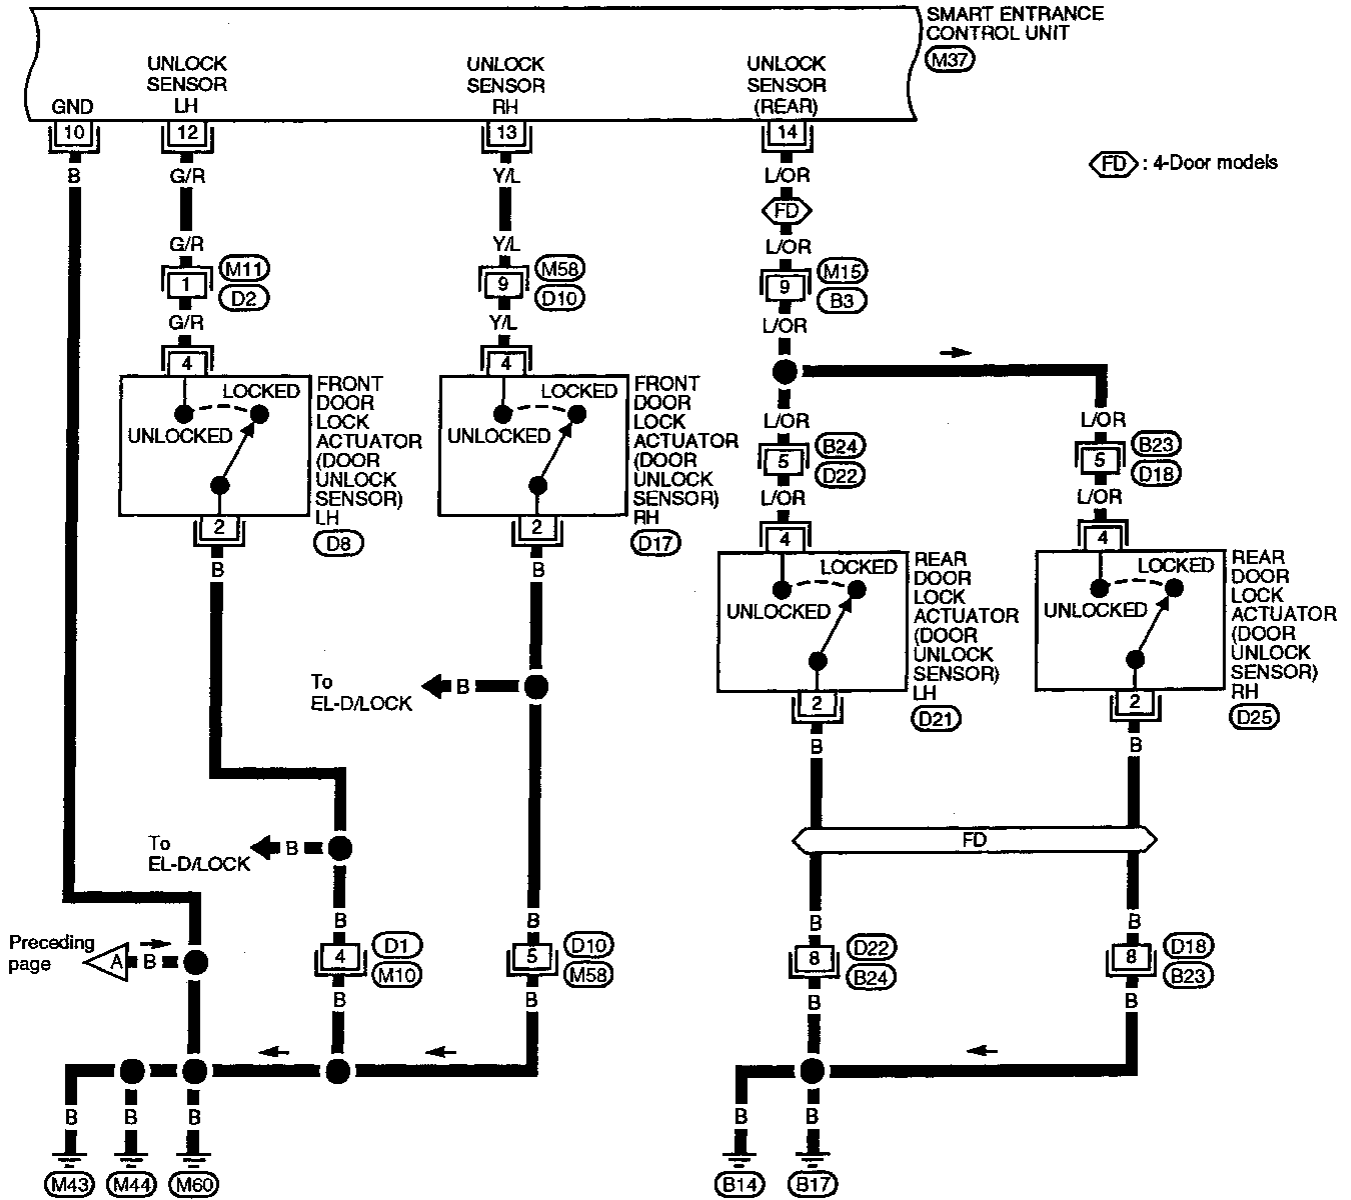 SMART ENTRANCE
CONTROL UNIT
M37
UNLOCK
SENSOR
LH
UNLOCK
SENSOR
RH
UNLOCK
SENSOR
(REAR)
GND
10
12
13
14
B
G/R
Y/L
L/OR
FD : 4-Door models
FD
G/R
Y/L
L/OR
1
M11
D2
9
M58
D10
9
M15
B3
G/R
Y/L
L/OR
4
4
LOCKED
UNLOCKED
FRONT
DOOR
LOCK
ACTUATOR
(DOOR
UNLOCK
SENSOR)
LH
D8
LOCKED
UNLOCKED
FRONT
DOOR
LOCK
ACTUATOR
(DOOR
UNLOCK
SENSOR)
RH
D17
L/OR
L/OR
5
B24
D22
5
B23
D18
L/OR
L/OR
2
2
4
4
B
B
LOCKED
UNLOCKED
REAR
DOOR
LOCK
ACTUATOR
(DOOR
UNLOCK
SENSOR)
LH
D21
LOCKED
UNLOCKED
REAR
DOOR
LOCK
ACTUATOR
(DOOR
UNLOCK
SENSOR)
RH
D25
To
EL-D/LOCK
B
2
2
B
B
To
EL-D/LOCK
B
FD
B
B
B
B
Preceding
page
A
B
4
D1
M10
5
D10
M58
8
D22
B24
8
D18
B23
B
B
B
B
B
B
B
B
B
M43
M44
M60
B14
B17